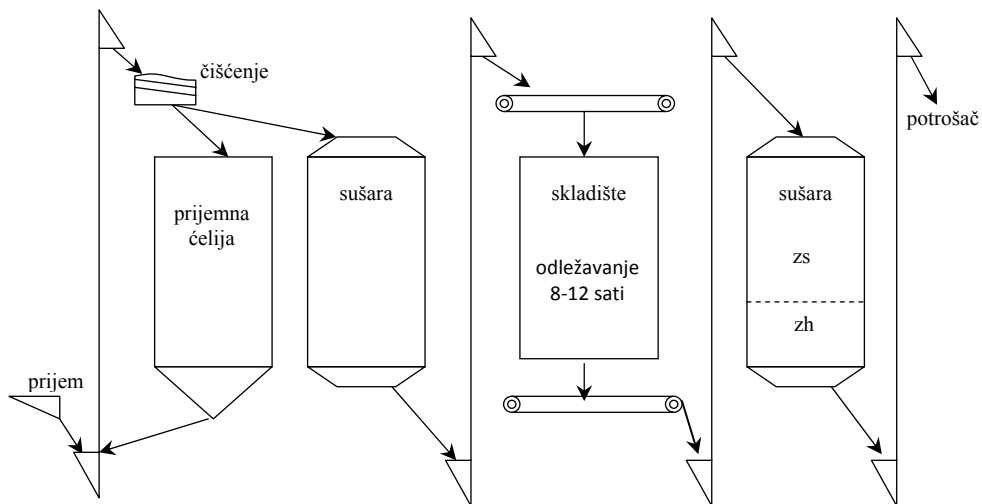 čišćenje
potrošač
prijemna
ćelija
sušara
skladište
odležavanje
8-12 sati
sušara
zs
zh
prijem